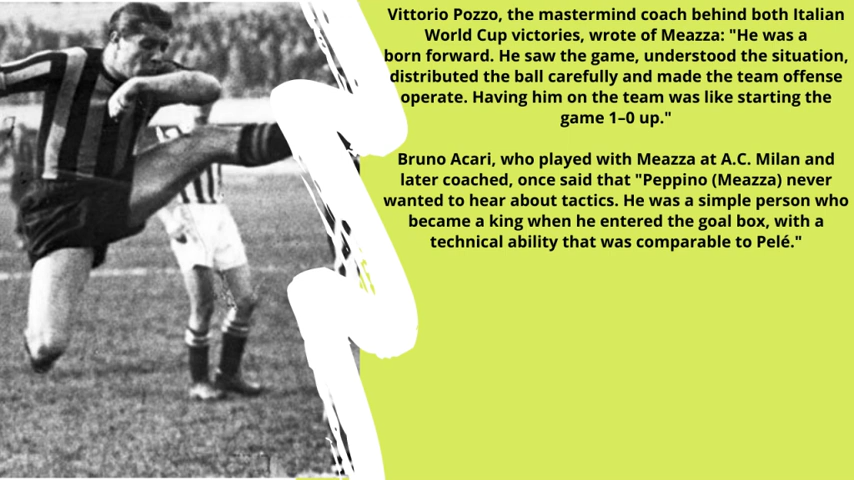 Vittorio Pozzo, the mastermind coach behind both Italian
World Cup victories, wrote of Meazza: "He was a
born forward. He saw the game, understood the situation,
distributed the ball carefully and made the team offense
operate. Having him on the team was like starting the
game 1–0 up."
Bruno Acari, who played with Meazza at A.C. Milan and
later coached, once said that "Peppino (Meazza) never
wanted to hear about tactics. He was a simple person who
became a king when he entered the goal box, with a
technical ability that was comparable to Pelé."